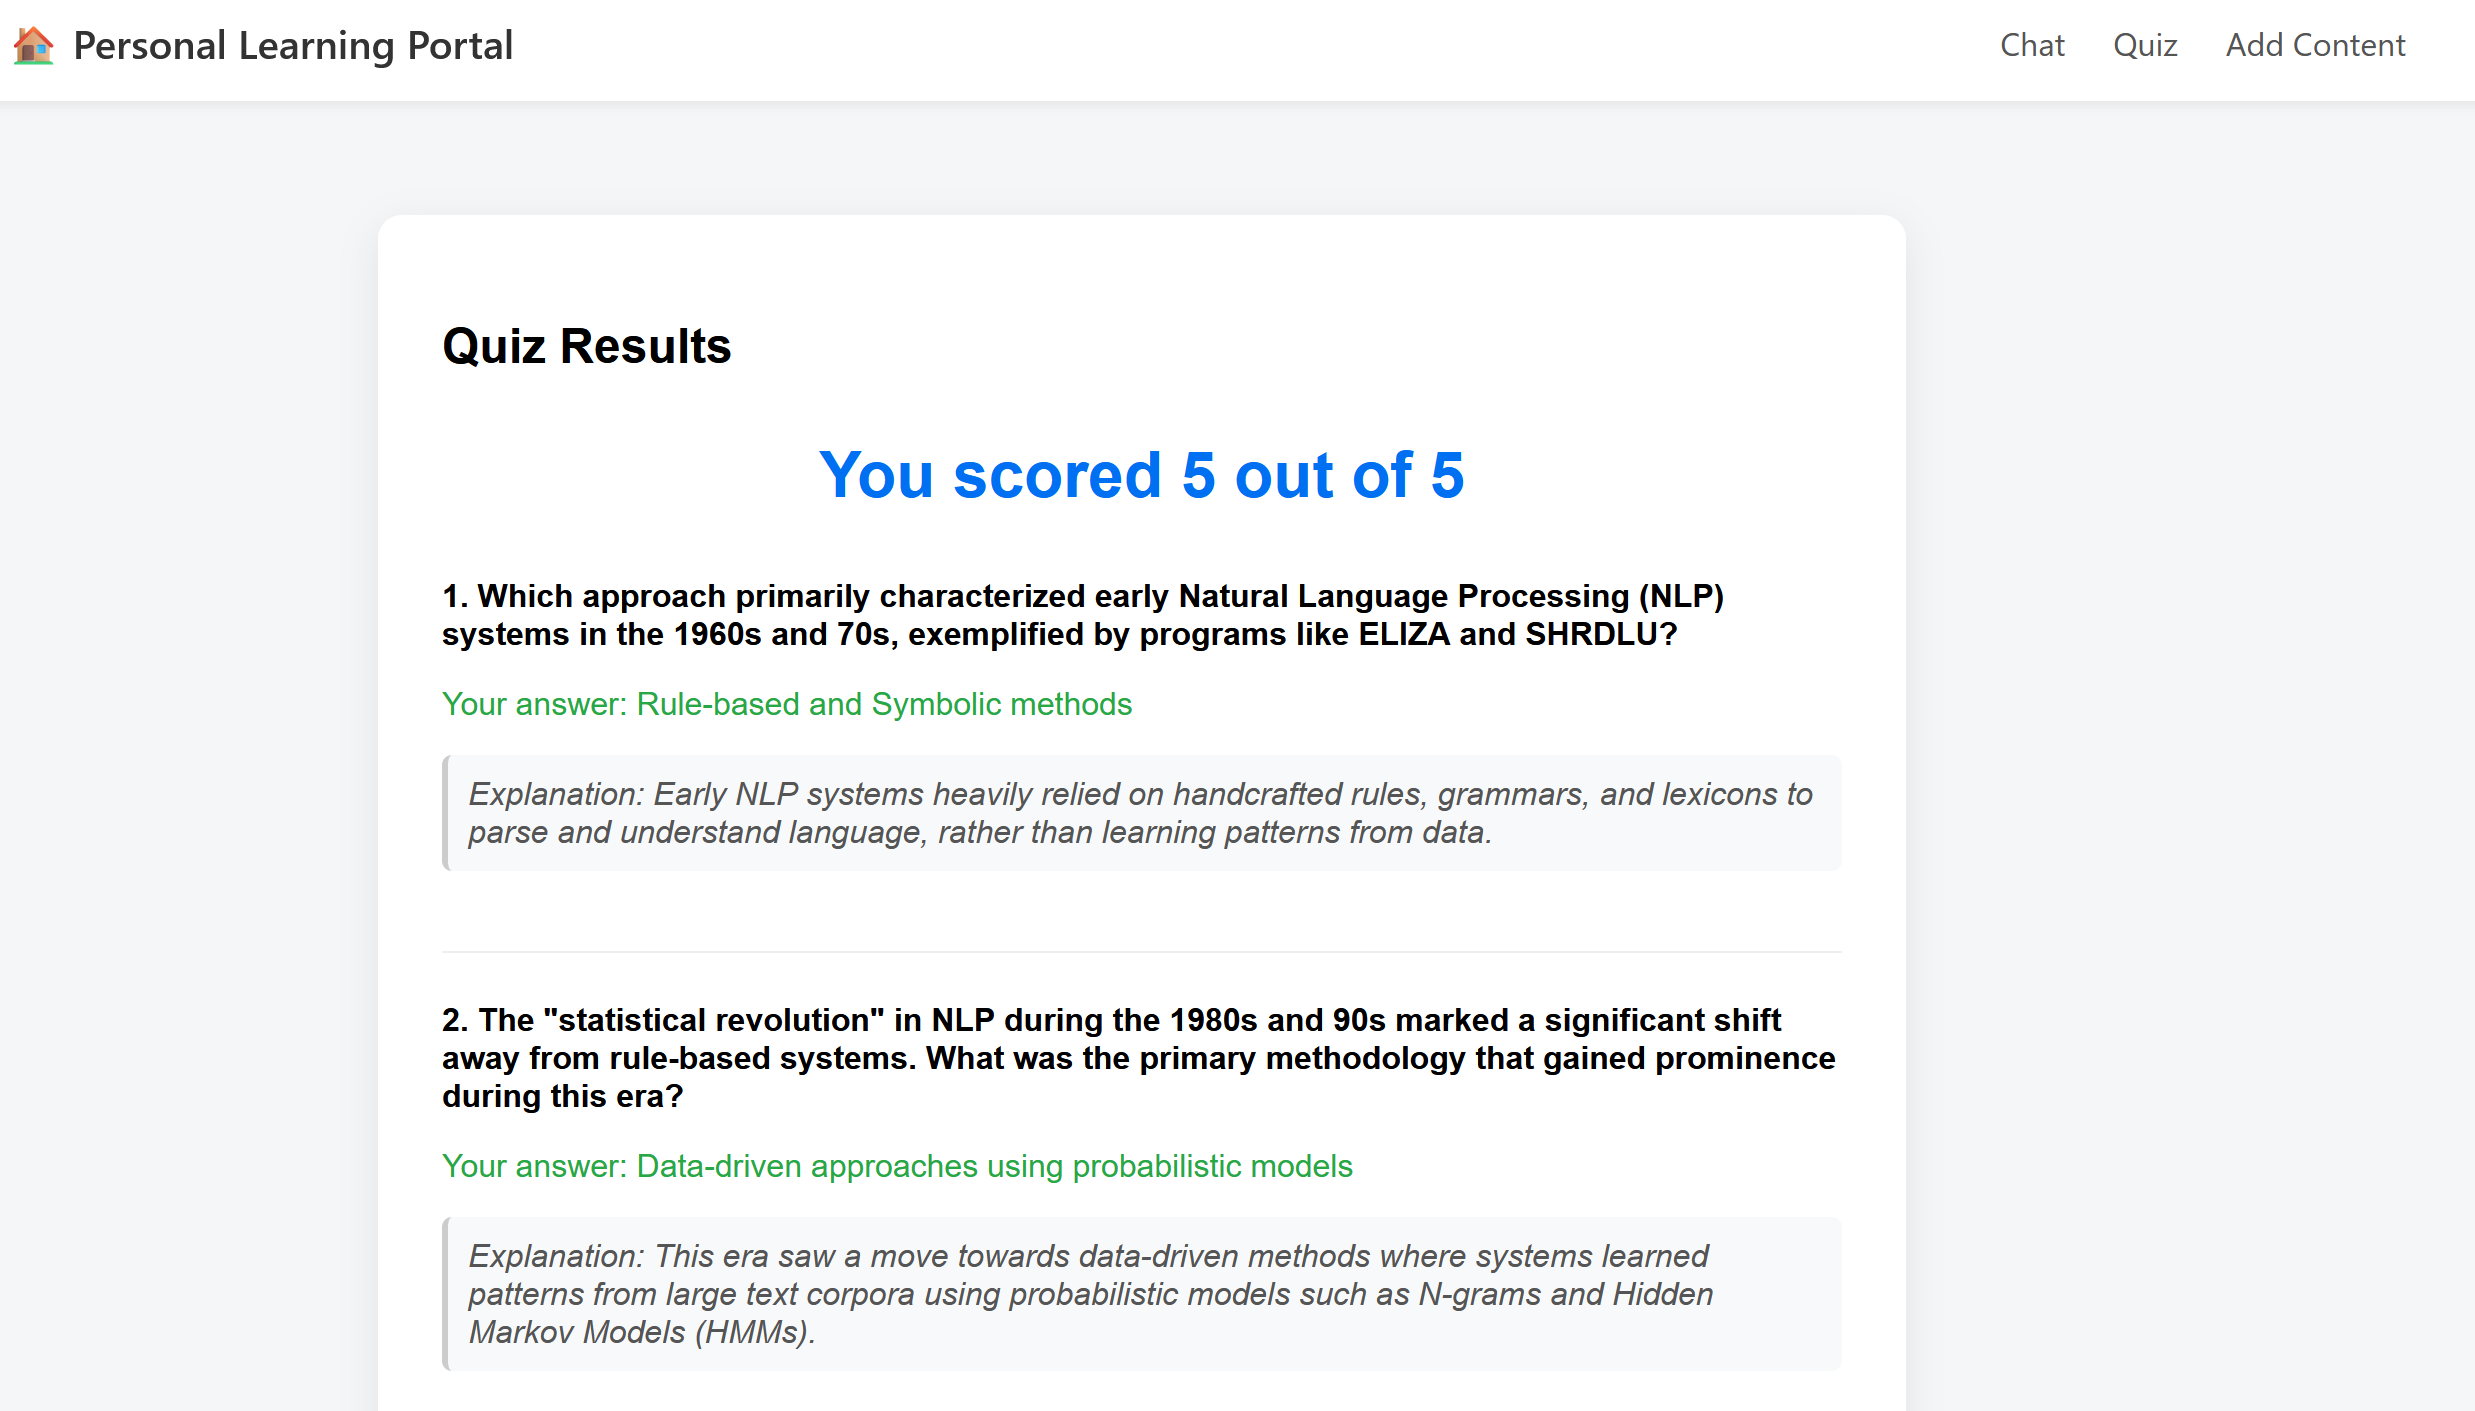 Personal Learning Portal
Chat Quiz Add Content
Quiz Results
You scored 5 out of 5
1. Which approach primarily characterized early Natural Language Processing (NLP)
systems in the 1960s and 70s, exemplified by programs like ELIZA and SHRDLU?
Your answer: Rule-based and Symbolic methods
Explanation: Early NLP systems heavily relied on handcrafted rules, grammars, and lexicons to
parse and understand language, rather than learning patterns from data.
2. The "statistical revolution" in NLP during the 1980s and 90s marked a significant shift
away from rule-based systems. What was the primary methodology that gained prominence
during this era?
Your answer: Data-driven approaches using probabilistic models
Explanation: This era saw a move towards data-driven methods where systems learned
patterns from large text corpora using probabilistic models such as N-grams and Hidden
Markov Models (HMMs).